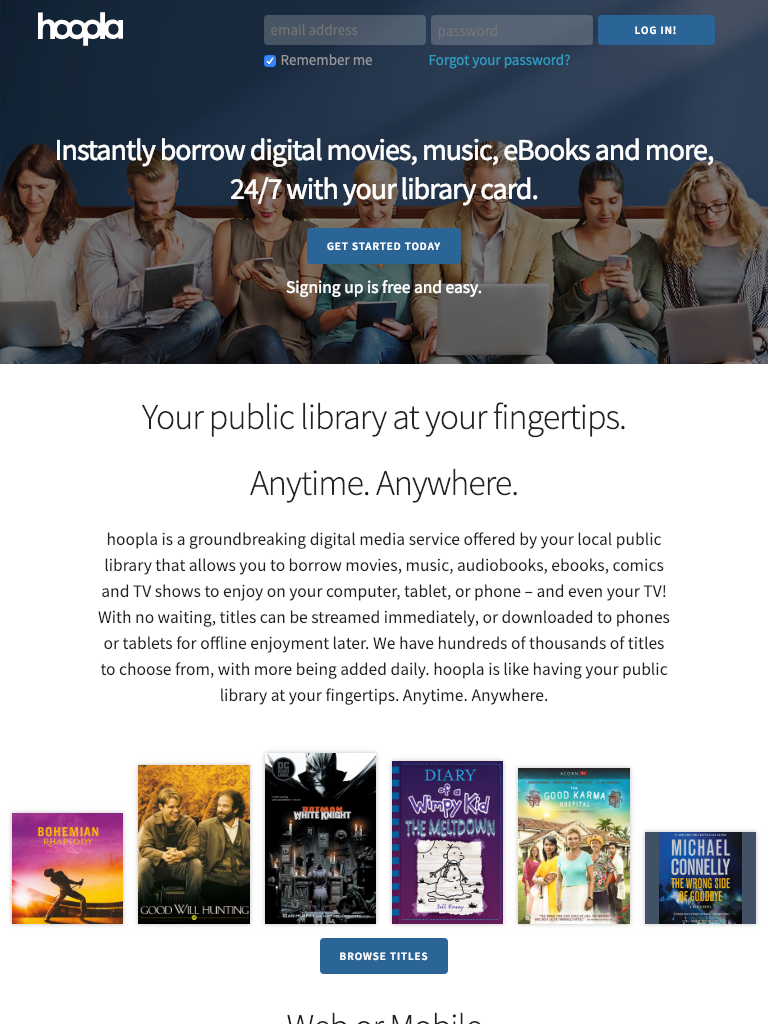 hoopla
email address
password
LOG IN!
Remember me
Forgot your password?
Instantly borrow digital movies, music, eBooks and more,
24/7 with your library card.
GET STARTED TODAY
Signing up is free and easy.
Your public library at your fingertips.
Anytime. Anywhere.
hoopla is a groundbreaking digital media service offered by your local public
library that allows you to borrow movies, music, audiobooks, ebooks, comics
and TV shows to enjoy on your computer, tablet, or phone – and even your TV!
With no waiting, titles can be streamed immediately, or downloaded to phones
or tablets for offline enjoyment later. We have hundreds of thousands of titles
to choose from, with more being added daily. hoopla is like having your public
library at your fingertips. Anytime. Anywhere.
BOHEMIAN
RHAPSODY
GOOD WILL HUNTING
DC
BATMAN
WHITE KNIGHT
SEAN MURPHY
DIARY
of a
Wimpy Kid
THE MELTDOWN
Jeff Kinney
ACORN TV
THE
GOOD KARMA
HOSPITAL
MICHAEL
CONNELLY
THE WRONG SIDE
OF GOODBYE
BROWSE TITLES
Web or Mobile